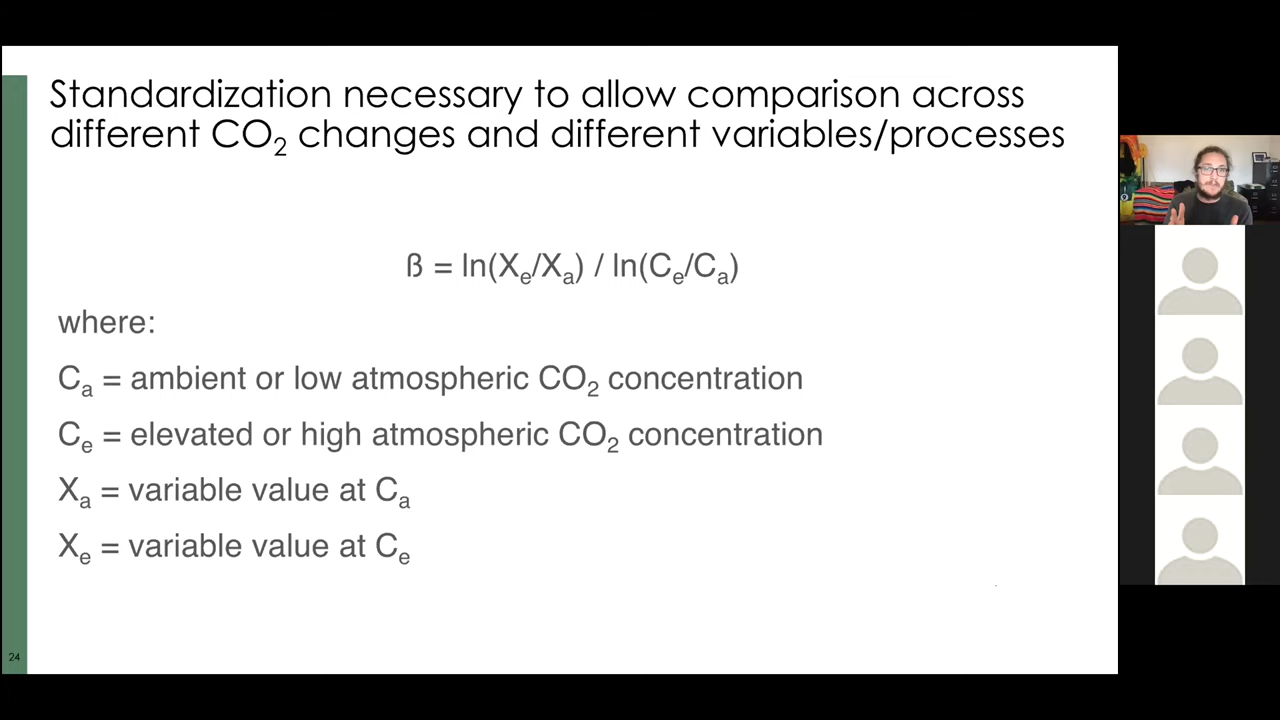 Standardization necessary to allow comparison across
different CO₂ changes and different variables/processes
ß = ln(Xₑ/Xₐ) / ln(Cₑ/Cₐ)
where:
Cₐ = ambient or low atmospheric CO₂ concentration
Cₑ = elevated or high atmospheric CO₂ concentration
Xₐ = variable value at Cₐ
Xₑ = variable value at Cₑ
24